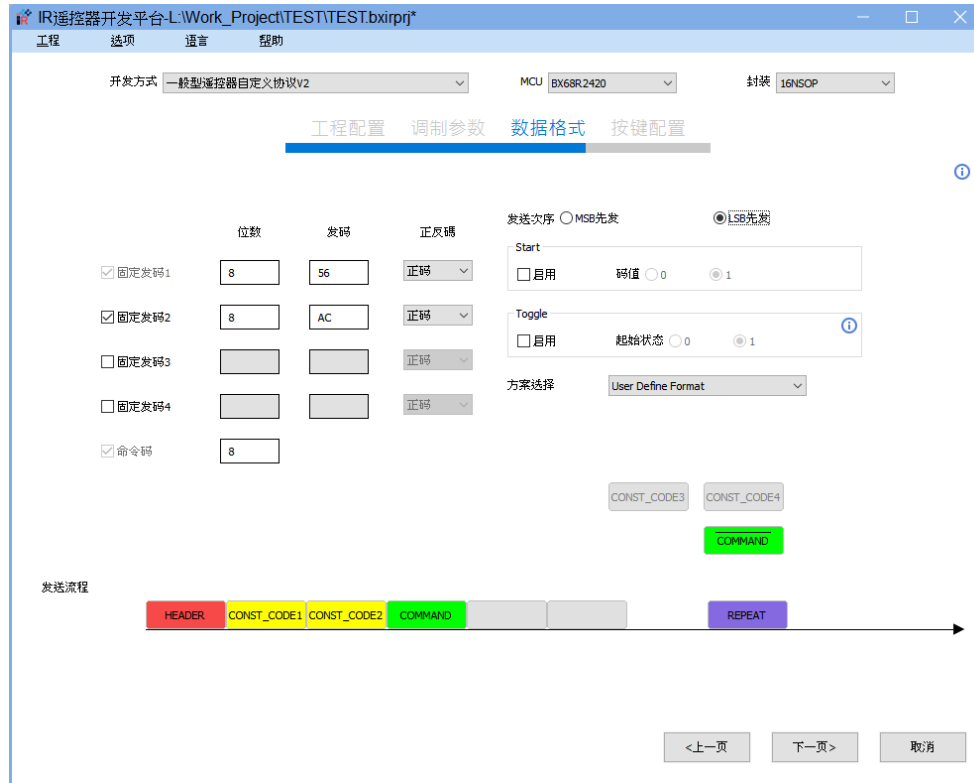 IR遥控器开发平台-L:\Work_Project\TEST\TEST.bxirprj*
工程 选项 语言 帮助
开发方式 一般型遥控器自定义协议V2 MCU BX68R2420 封装 16NSOP
工程配置 调制参数 数据格式 按键配置
位数 发码 正反碼
固定发码1 8 56 正码
固定发码2 8 AC 正码
固定发码3 正码
固定发码4 正码
命令码 8
发送次序 MSB先发 LSB先发
Start
启用 码值 0 1
Toggle
启用 起始状态 0 1
方案选择 User Define Format
CONST_CODE3 CONST_CODE4
COMMAND
发送流程
HEADER CONST_CODE1 CONST_CODE2 COMMAND REPEAT
<上一页 下一页> 取消